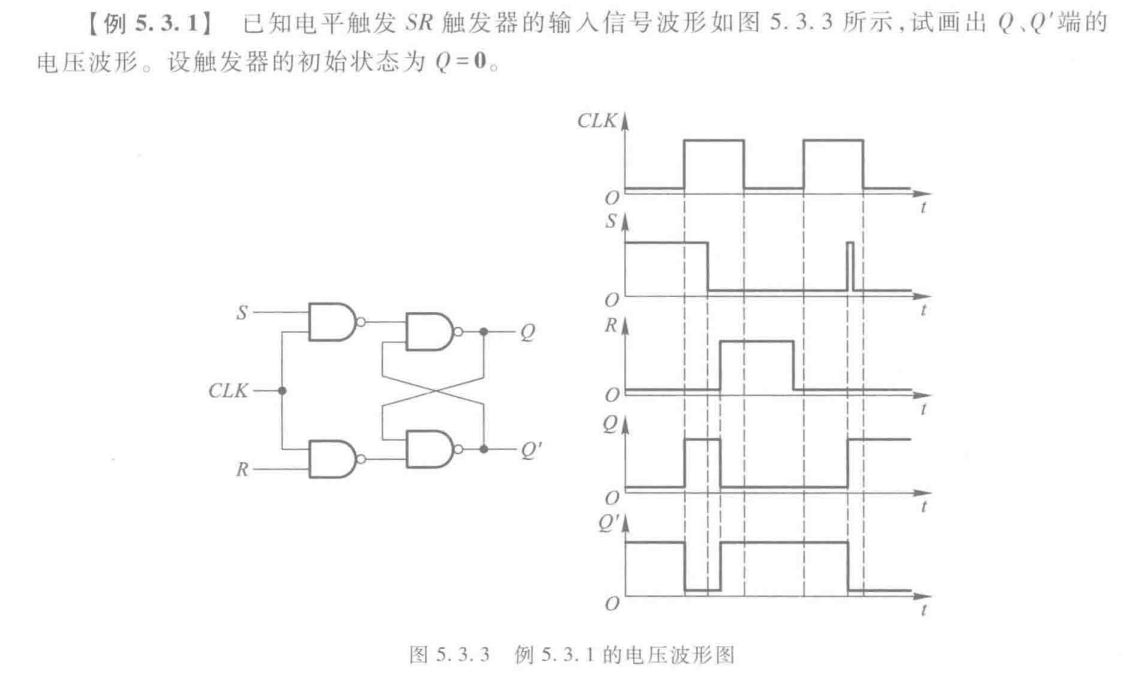 【例 5.3.1】 已知电平触发 SR 触发器的输入信号波形如图 5.3.3 所示,试画出 Q、Q′端的
电压波形。设触发器的初始状态为 Q=0。
S
CLK
R
Q
Q′
CLK
O
t
S
O
t
R
O
t
Q
O
t
Q′
O
t
图 5.3.3 例 5.3.1 的电压波形图